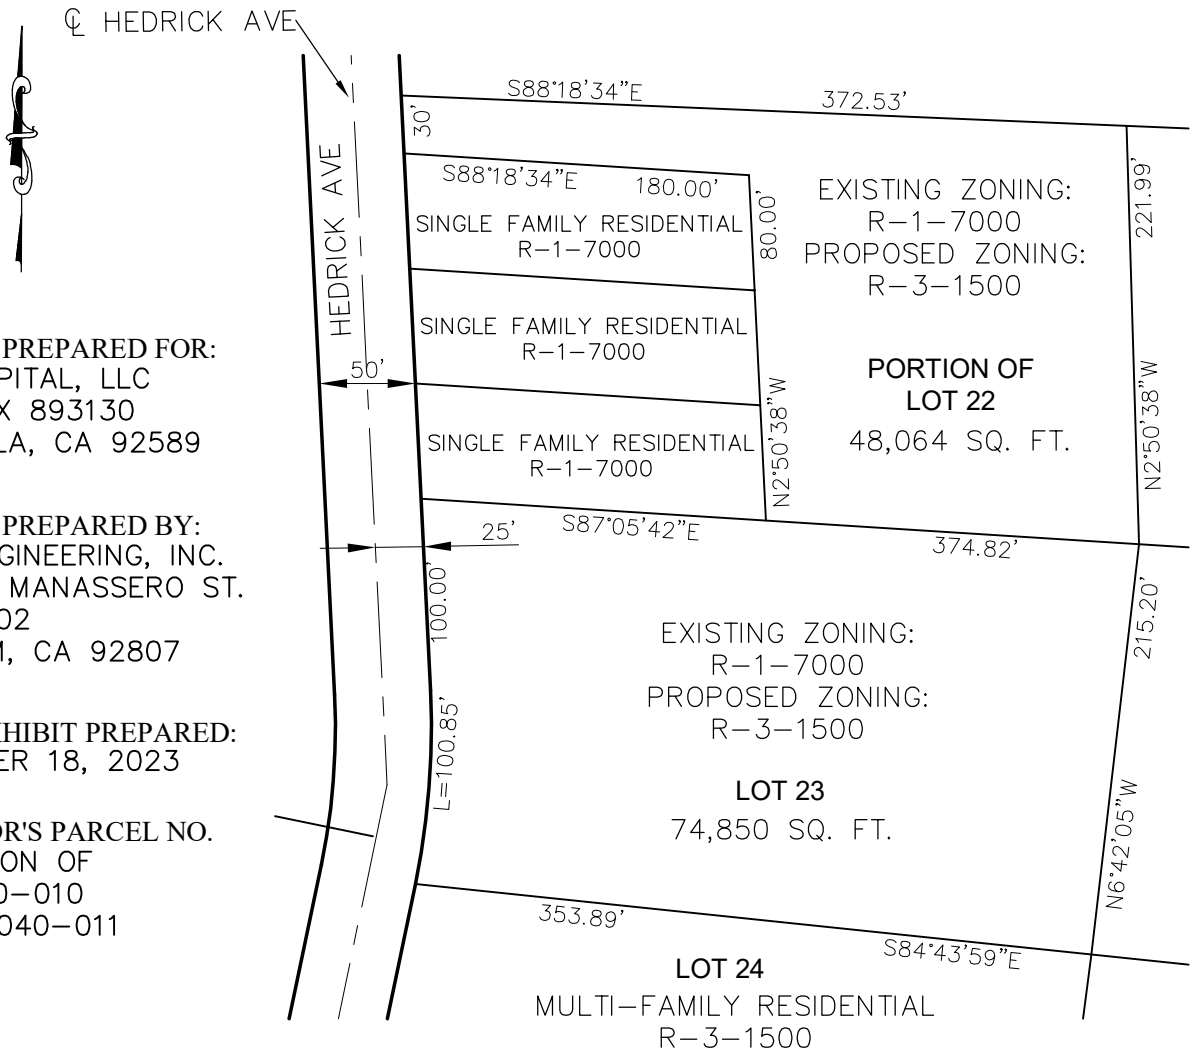 ℄ HEDRICK AVE
S88°18'34"E 372.53'
30'
HEDRICK AVE
S88°18'34"E 180.00'
SINGLE FAMILY RESIDENTIAL
R-1-7000
80.00'
EXISTING ZONING:
R-1-7000
PROPOSED ZONING:
R-3-1500
221.99'
SINGLE FAMILY RESIDENTIAL
R-1-7000
50'
PORTION OF
LOT 22
48,064 SQ. FT.
N2°50'38"W
N2°50'38"W
SINGLE FAMILY RESIDENTIAL
R-1-7000
PREPARED FOR:
PITAL, LLC
X 893130
LA, CA 92589
S87°05'42"E 374.82'
25'
100.00'
PREPARED BY:
GINEERING, INC.
MANASSERO ST.
02
M, CA 92807
215.20'
EXISTING ZONING:
R-1-7000
PROPOSED ZONING:
R-3-1500
L=100.85'
HIBIT PREPARED:
ER 18, 2023
LOT 23
74,850 SQ. FT.
N6°42'05"W
OR'S PARCEL NO.
ON OF
0-010
040-011
353.89' S84°43'59"E
LOT 24
MULTI-FAMILY RESIDENTIAL
R-3-1500